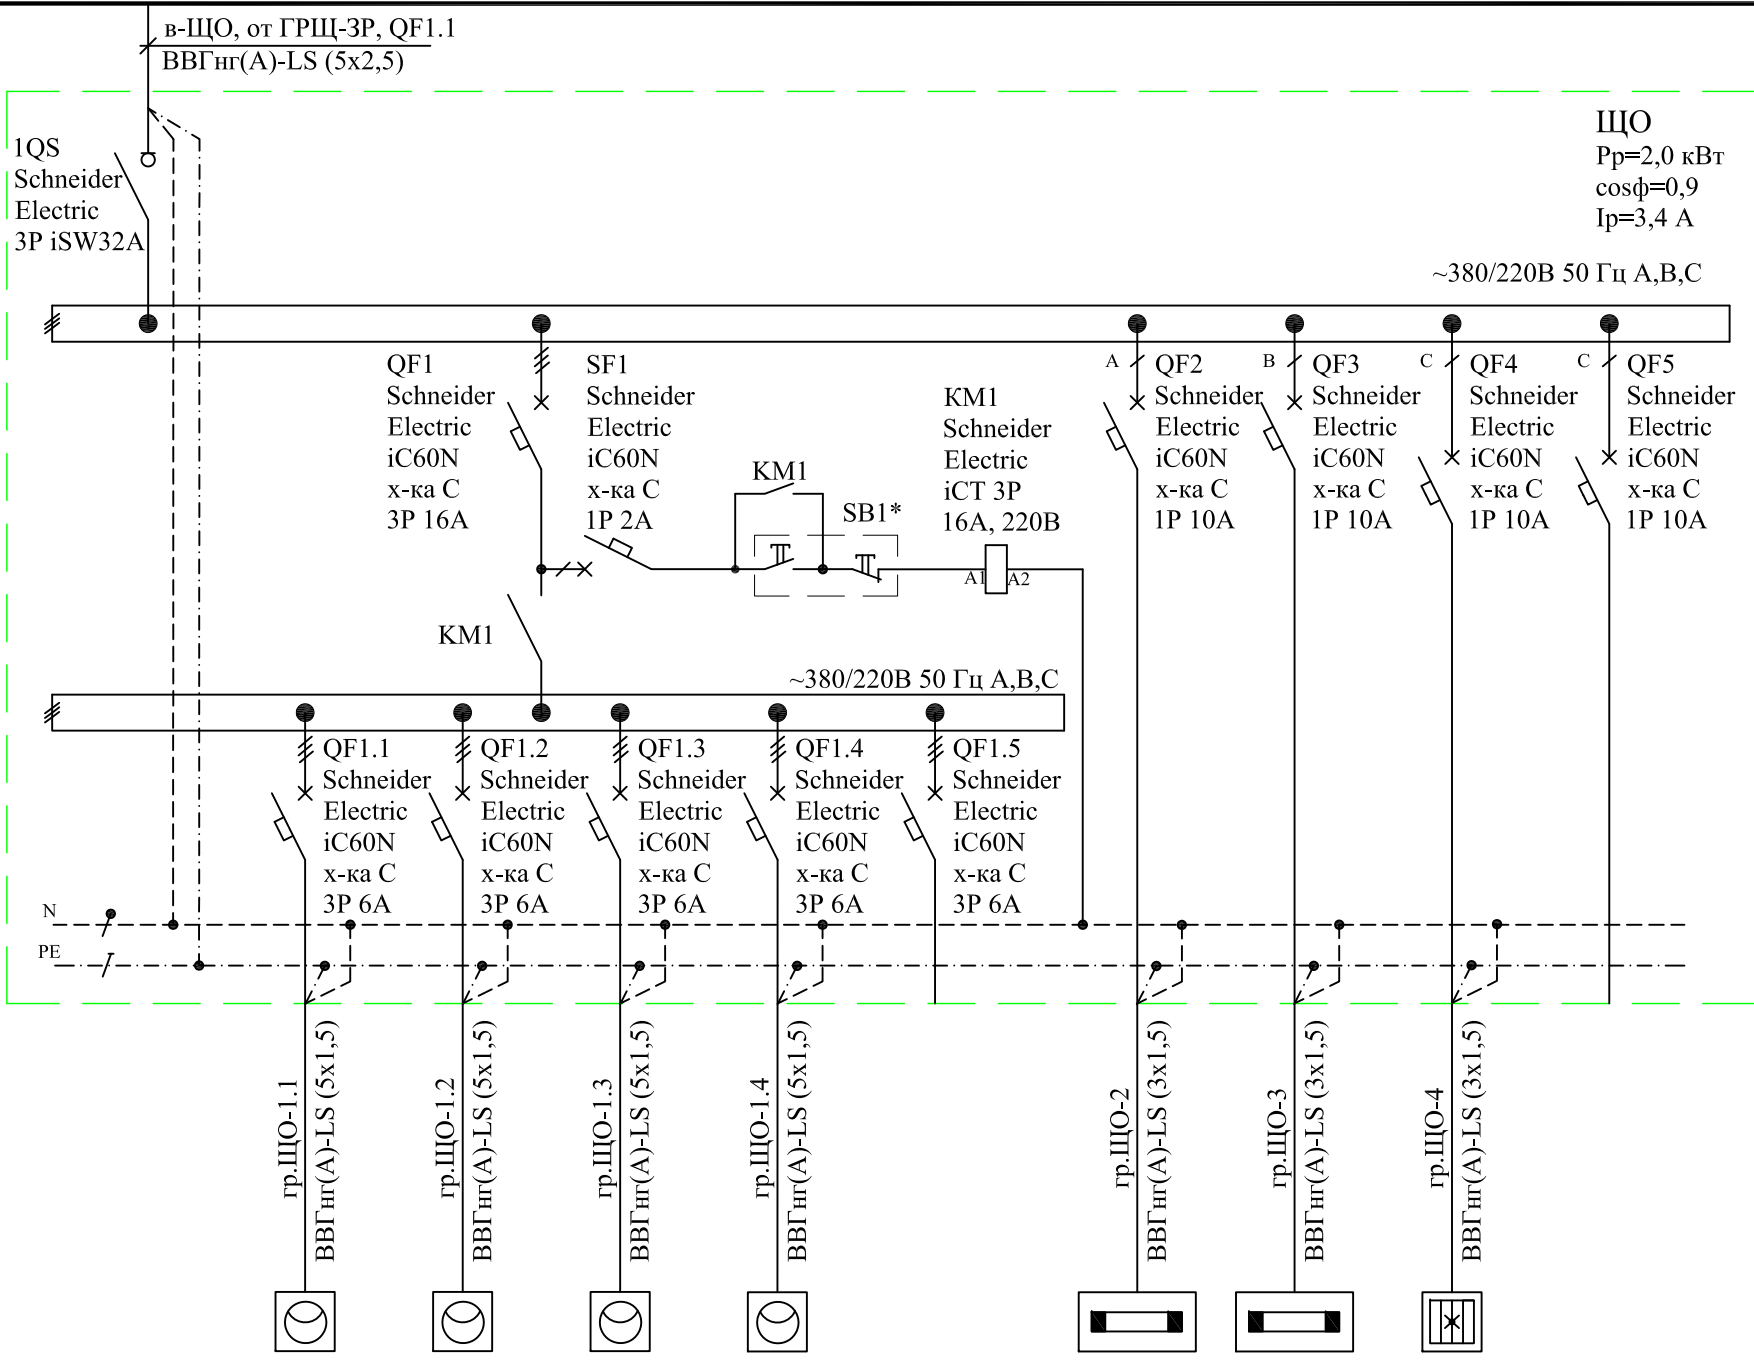 в-ЩО, от ГРЩ-ЗР, QF1.1
ВВГнг(А)-LS (5х2,5)
ЩО
Рр=2,0 кВт
cosф=0,9
Iр=3,4 А
1QS
Schneider
Electric
3P iSW32A
~380/220В 50 Гц А,В,С
QF1
Schneider
Electric
iC60N
х-ка С
3Р 16А
SF1
Schneider
Electric
iC60N
х-ка С
1Р 2А
КМ1
SB1*
КМ1
Schneider
Electric
iCT 3P
16А, 220В
А1
А2
A
QF2
Schneider
Electric
iC60N
х-ка С
1Р 10А
B
QF3
Schneider
Electric
iC60N
х-ка С
1Р 10А
C
QF4
Schneider
Electric
iC60N
х-ка С
1Р 10А
C
QF5
Schneider
Electric
iC60N
х-ка С
1Р 10А
КМ1
~380/220В 50 Гц А,В,С
QF1.1
Schneider
Electric
iC60N
х-ка С
3Р 6А
QF1.2
Schneider
Electric
iC60N
х-ка С
3Р 6А
QF1.3
Schneider
Electric
iC60N
х-ка С
3Р 6А
QF1.4
Schneider
Electric
iC60N
х-ка С
3Р 6А
QF1.5
Schneider
Electric
iC60N
х-ка С
3Р 6А
N
PE
гр.ЩО-1.1
ВВГнг(А)-LS (5х1,5)
гр.ЩО-1.2
ВВГнг(А)-LS (5х1,5)
гр.ЩО-1.3
ВВГнг(А)-LS (5х1,5)
гр.ЩО-1.4
ВВГнг(А)-LS (5х1,5)
гр.ЩО-2
ВВГнг(А)-LS (3х1,5)
гр.ЩО-3
ВВГнг(А)-LS (3х1,5)
гр.ЩО-4
ВВГнг(А)-LS (3х1,5)